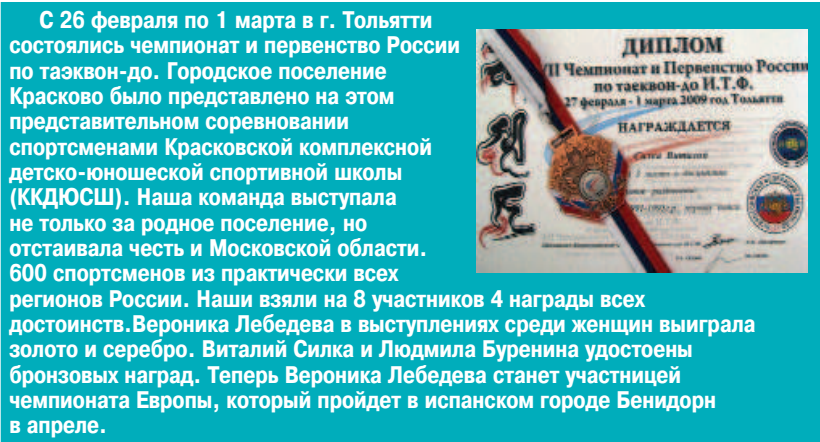 С 26 февраля по 1 марта в г. Тольятти
состоялись чемпионат и первенство России
по таэквон-до. Городское поселение
Красково было представлено на этом
представительном соревновании
спортсменами Красковской комплексной
детско-юношеской спортивной школы
(ККДЮСШ). Наша команда выступала
не только за родное поселение, но
отстаивала честь и Московской области.
600 спортсменов из практически всех
регионов России. Наши взяли на 8 участников 4 награды всех
достоинств.Вероника Лебедева в выступлениях среди женщин выиграла
золото и серебро. Виталий Силка и Людмила Буренина удостоены
бронзовых наград. Теперь Вероника Лебедева станет участницей
чемпионата Европы, который пройдет в испанском городе Бенидорн
в апреле.
ДИПЛОМ
Чемпионат и Первенство России
по таеквон-до И.Т.Ф.
27 февраля - 1 марта 2009 год Тольятти
НАГРАЖДАЕТСЯ